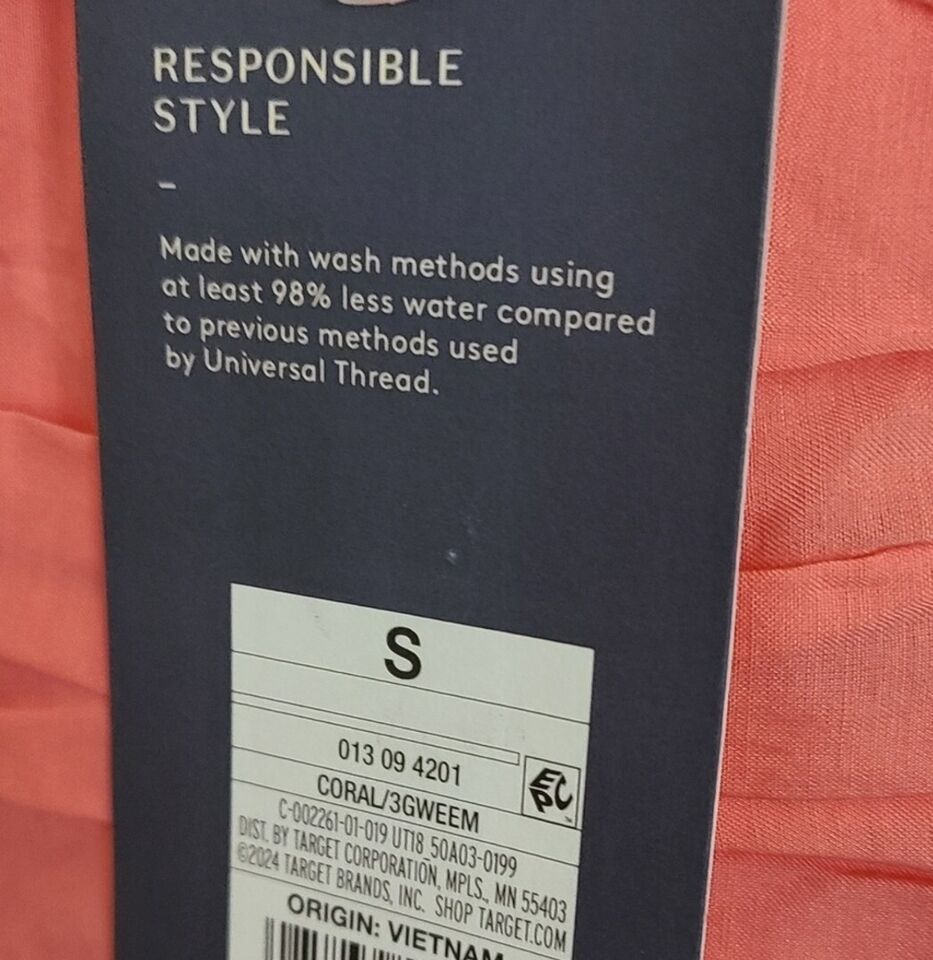 RESPONSIBLE
STYLE
–
Made with wash methods using
at least 98% less water compared
to previous methods used
by Universal Thread.
S
013 09 4201
EPC
CORAL/3GWEEM
C-002261-01-019 UT18 50A03-0199
DIST. BY TARGET CORPORATION, MPLS., MN 55403
©2024 TARGET BRANDS, INC. SHOP TARGET.COM
ORIGIN: VIETNAM